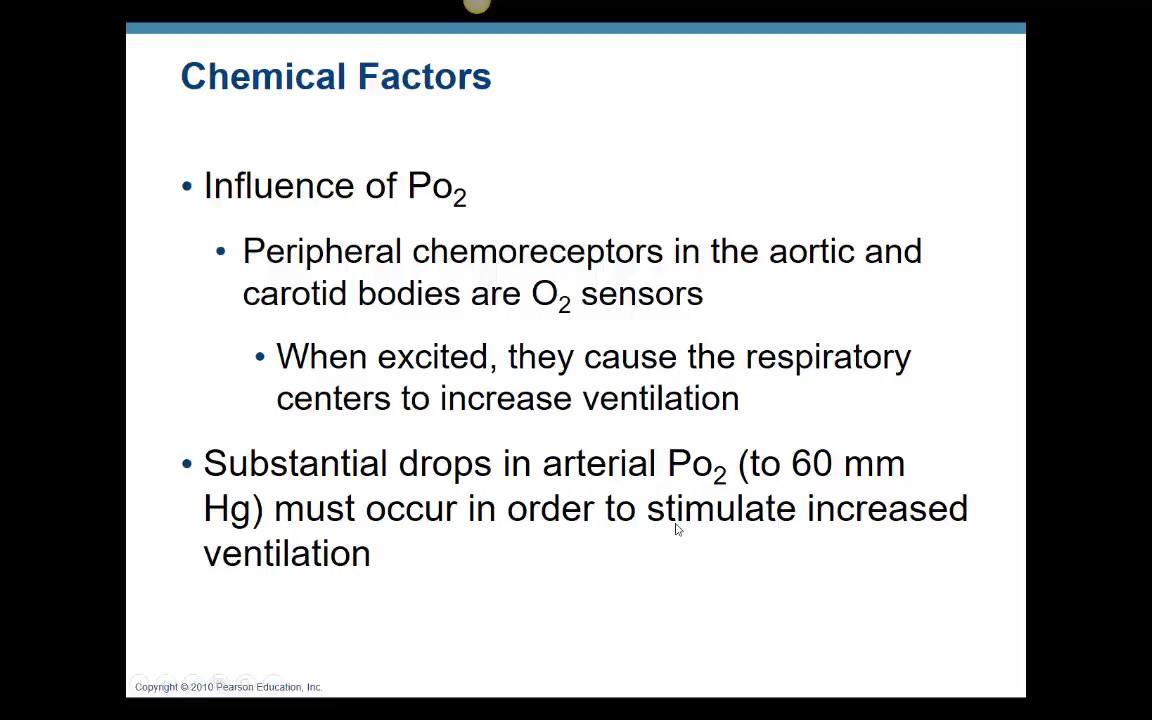 Chemical Factors
• Influence of Po₂
• Peripheral chemoreceptors in the aortic and
carotid bodies are O₂ sensors
• When excited, they cause the respiratory
centers to increase ventilation
• Substantial drops in arterial Po₂ (to 60 mm
Hg) must occur in order to stimulate increased
ventilation
Copyright © 2010 Pearson Education, Inc.